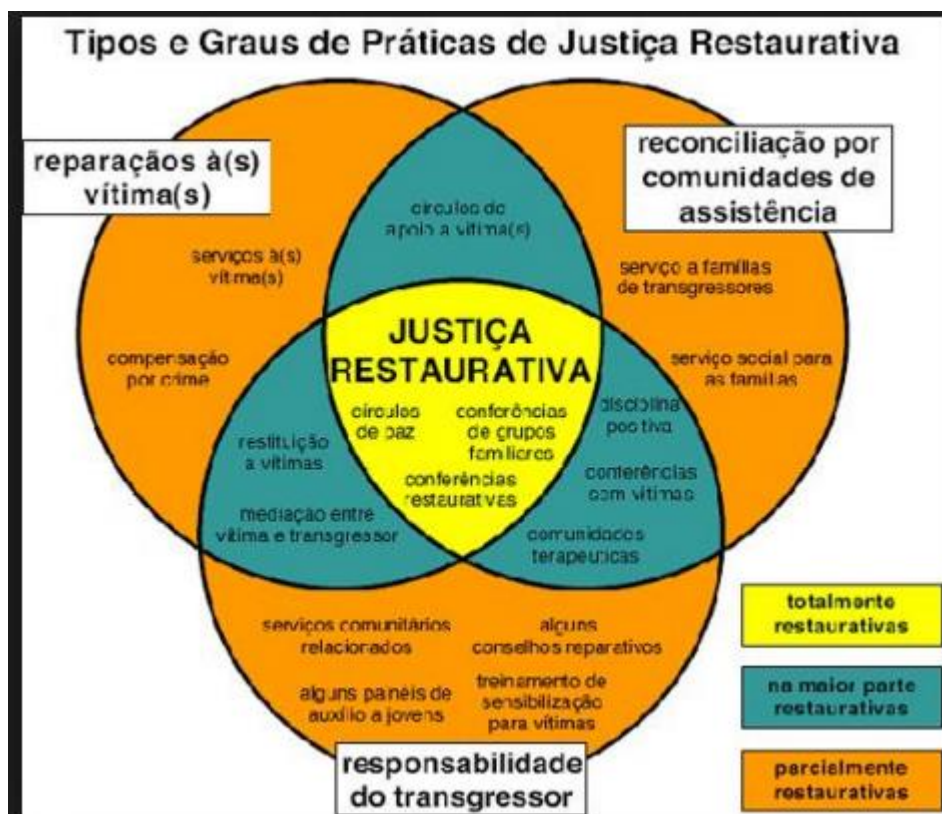 Tipos e Graus de Práticas de Justiça Restaurativa
reparaçãos à(s)
vítima(s)
reconciliação por
comunidades de
assistência
círculos de
apoio a vítima(s)
serviços à(s)
vítima(s)
serviço a famílias
de transgressores
compensação
por crime
serviço social para
as famílias
JUSTIÇA
RESTAURATIVA
círculos
de paz
conferências
de grupos
familiares
conferências
restaurativas
restituição
a vítimas
mediação entre
vítima e transgressor
disciplina
positiva
conferências
sem vítimas
comunidades
terapeuticas
serviços comunitários
relacionados
alguns
conselhos reparativos
alguns painéis de
auxílio a jovens
treinamento de
sensibilização
para vítimas
responsabilidade
do transgressor
totalmente
restaurativas
na maior parte
restaurativas
parcialmente
restaurativas